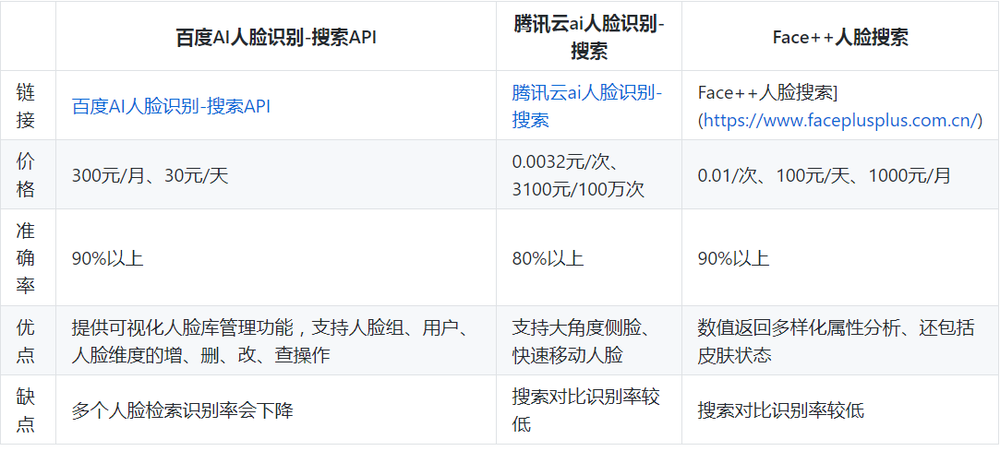 百度AI人脸识别-搜索API
腾讯云ai人脸识别-
搜索
Face++人脸搜索
链
接
百度AI人脸识别-搜索API
腾讯云ai人脸识别-
搜索
Face++人脸搜索]
(https://www.faceplusplus.com.cn/)
价
格
300元/月、30元/天
0.0032元/次、
3100元/100万次
0.01/次、100元/天、1000元/月
准
确
率
90%以上
80%以上
90%以上
优
点
提供可视化人脸库管理功能，支持人脸组、用户、
人脸维度的增、删、改、查操作
支持大角度侧脸、
快速移动人脸
数值返回多样化属性分析、还包括
皮肤状态
缺
点
多个人脸检索识别率会下降
搜索对比识别率较
低
搜索对比识别率较低